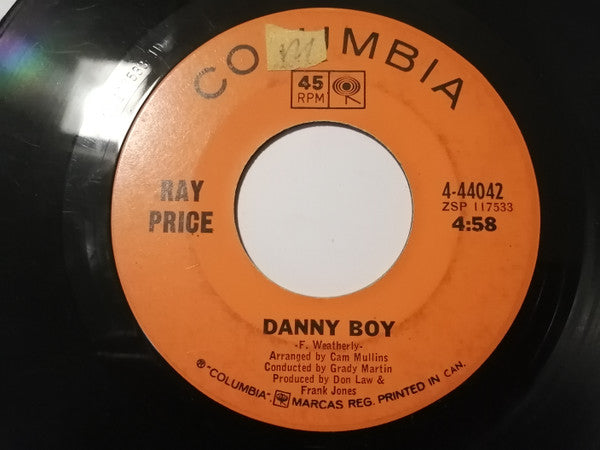 COLUMBIA
m
45
RPM
RAY
PRICE
4-44042
ZSP 117533
4:58
DANNY BOY
-F. Weatherly-
Arranged by Cam Mullins
Conducted by Grady Martin
Produced by Don Law &
Frank Jones
® "COLUMBIA", MARCAS REG. PRINTED IN CAN.